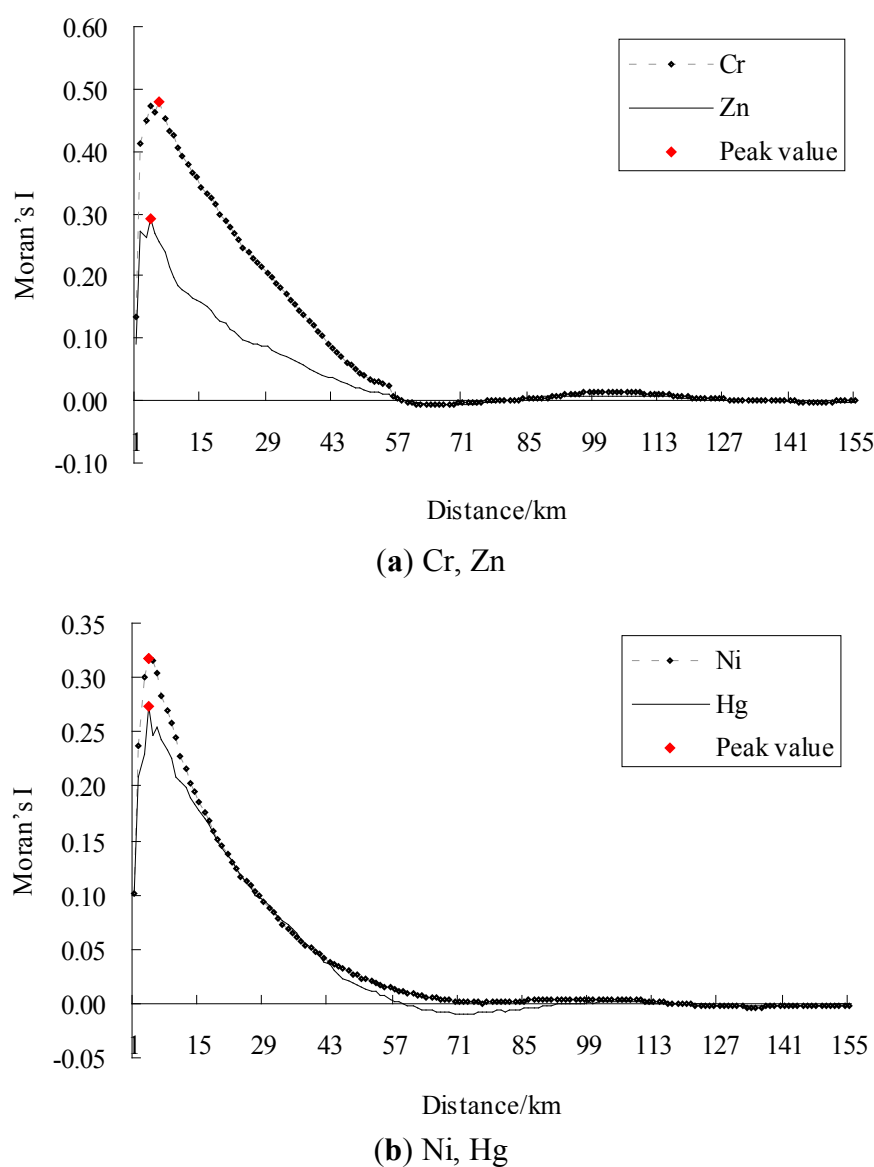 0.60
0.50
0.40
0.30
0.20
0.10
0.00
-0.10
Moran's I
Cr
Zn
Peak value
1 15 29 43 57 71 85 99 113 127 141 155
Distance/km
(a) Cr, Zn
0.35
0.30
0.25
0.20
0.15
0.10
0.05
0.00
-0.05
Moran's I
Ni
Hg
Peak value
1 15 29 43 57 71 85 99 113 127 141 155
Distance/km
(b) Ni, Hg